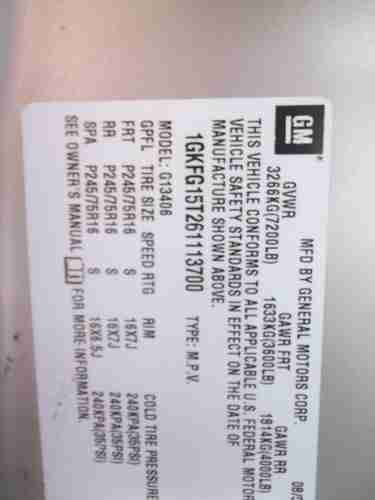 GM
MFD BY GENERAL MOTORS CORP.
08/
GVWR GAWR FRT GAWR RR
3266KG(7200LB) 1633KG(3600LB) 1814KG(4000LB)
THIS VEHICLE CONFORMS TO ALL APPLICABLE U.S. FEDERAL MOTOR
VEHICLE SAFETY STANDARDS IN EFFECT ON THE DATE OF
MANUFACTURE SHOWN ABOVE.
1GKFG15T261113700 TYPE: M.P.V.
MODEL: G13406
GPFL TIRE SIZE SPEED RTG RIM COLD TIRE PRESSURE
FRT P245/75R16 S 16X7J 240KPA(35PSI)
RR P245/75R16 S 16X7J 240KPA(35PSI)
SPA P245/75R16 S 16X6.5J 240KPA(35PSI)
SEE OWNER'S MANUAL FOR MORE INFORMATION.